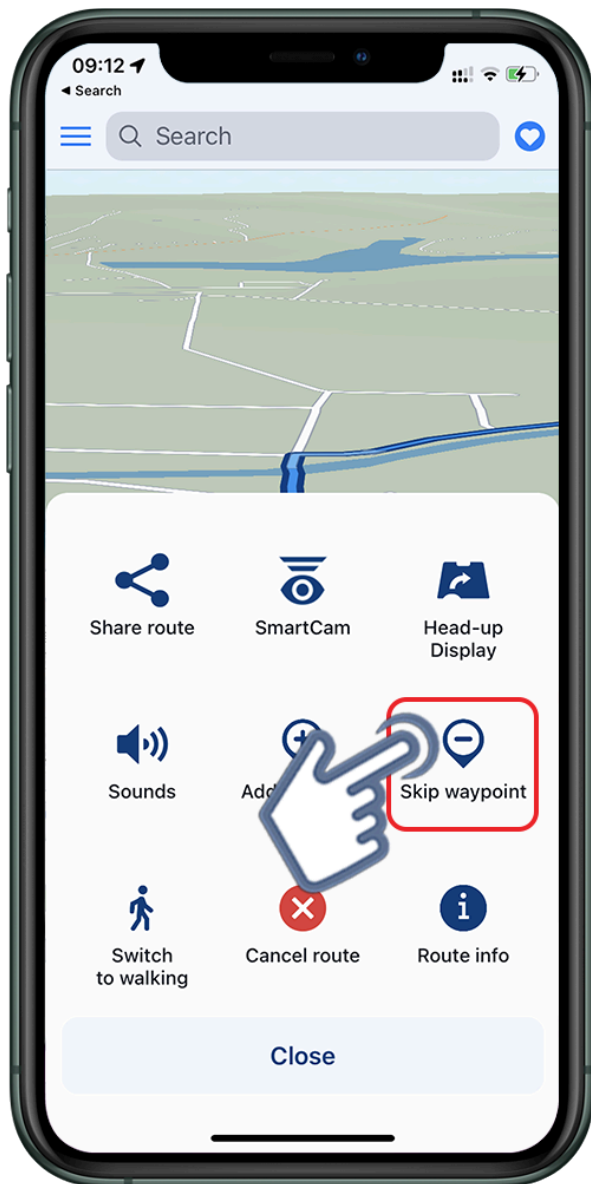 09:12
Search
Search
Share route
SmartCam
Head-up
Display
Sounds
Skip waypoint
Switch
to walking
Cancel route
Route info
Close